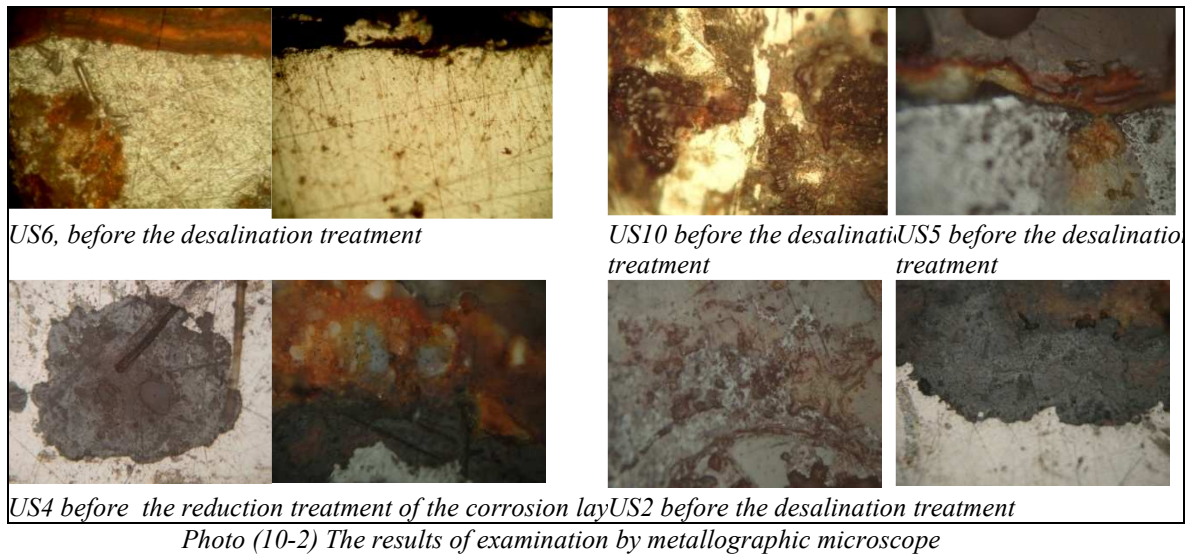 US6, before the desalination treatment
US10 before the desalinati
treatment
US5 before the desalinatio
treatment
US4 before the reduction treatment of the corrosion lay
US2 before the desalination treatment
Photo (10-2) The results of examination by metallographic microscope